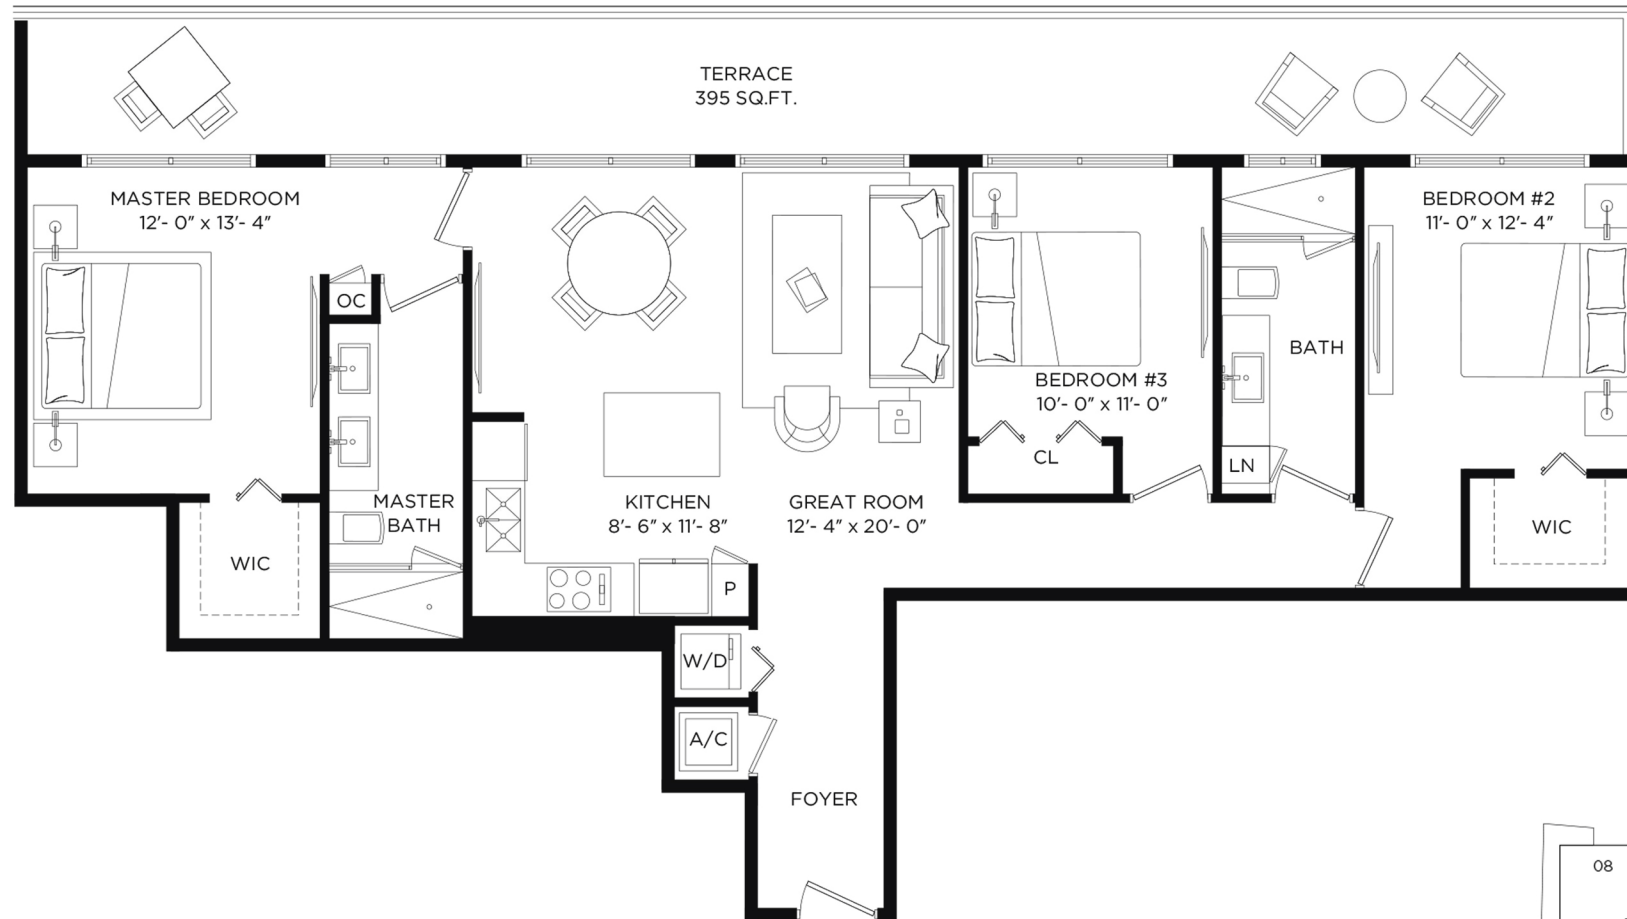 TERRACE
395 SQ.FT.
MASTER BEDROOM
12'- 0" x 13'- 4"
BEDROOM #2
11'- 0" x 12'- 4"
OC
BATH
BEDROOM #3
10'- 0" x 11'- 0"
CL
LN
MASTER
BATH
KITCHEN
8'- 6" x 11'- 8"
GREAT ROOM
12'- 4" x 20'- 0"
WIC
WIC
P
W/D
A/C
FOYER
08